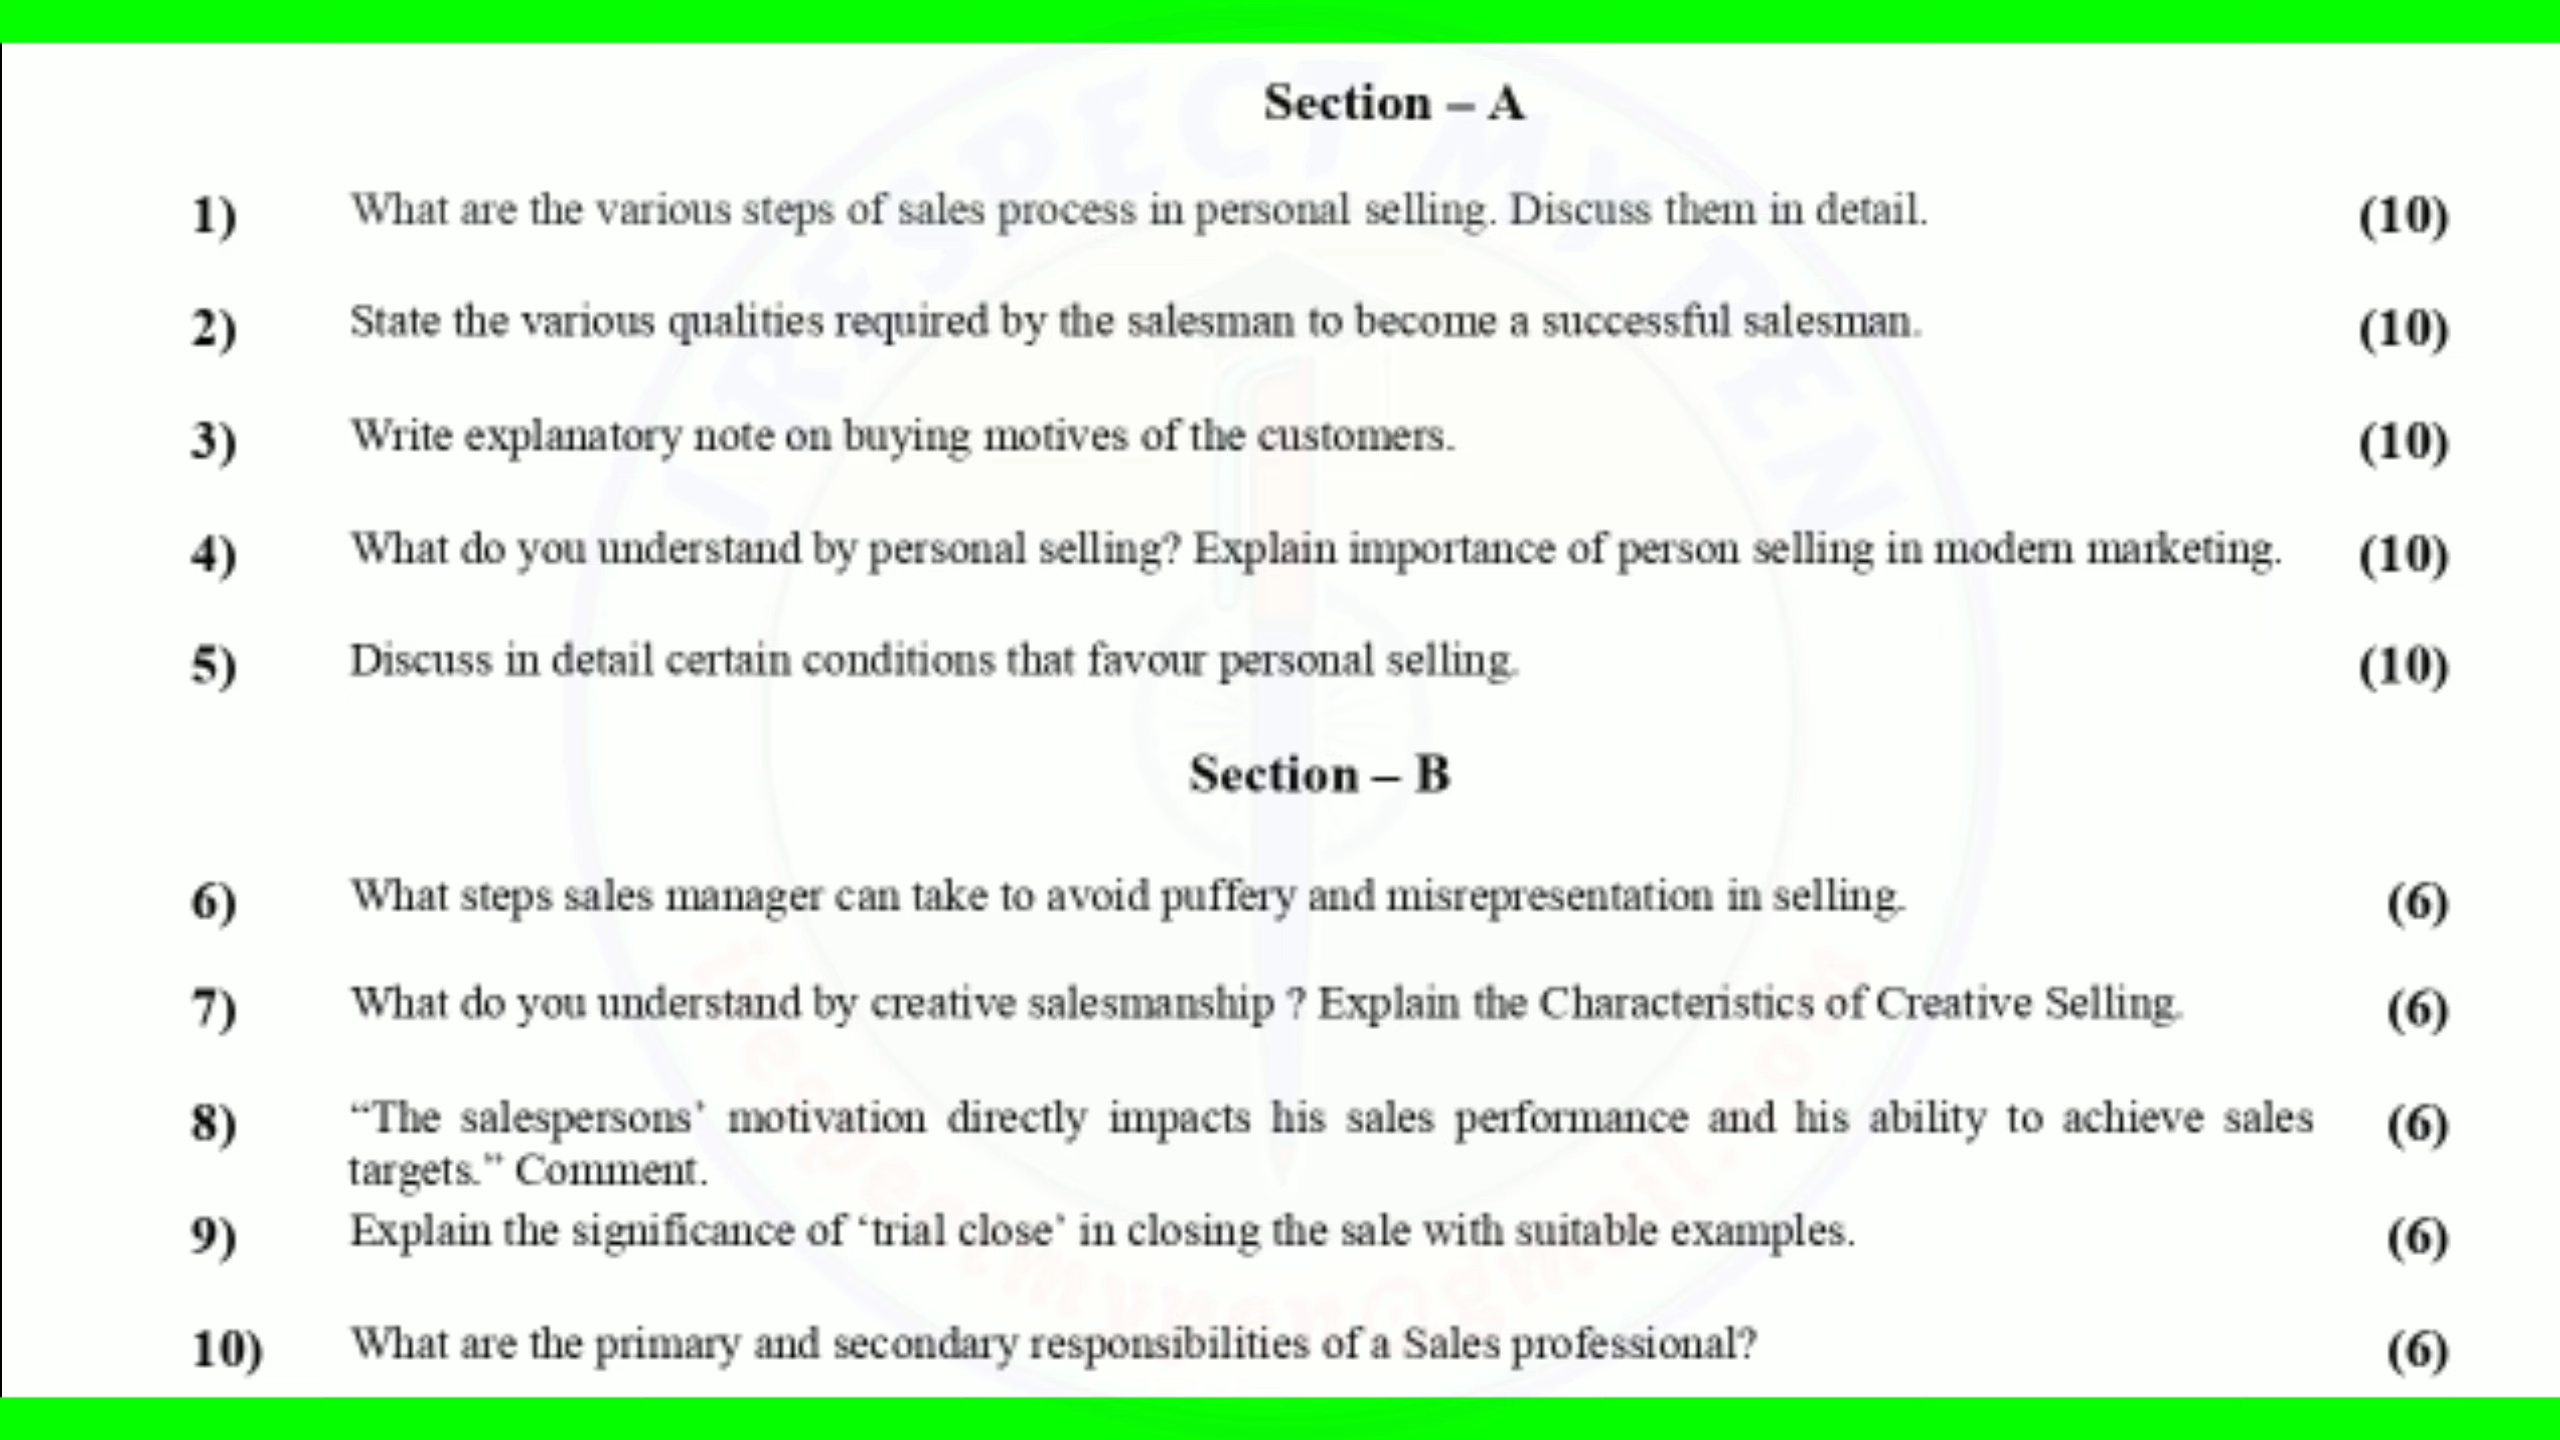 Section – A
1) What are the various steps of sales process in personal selling. Discuss them in detail. (10)
2) State the various qualities required by the salesman to become a successful salesman. (10)
3) Write explanatory note on buying motives of the customers. (10)
4) What do you understand by personal selling? Explain importance of person selling in modern marketing. (10)
5) Discuss in detail certain conditions that favour personal selling. (10)
Section – B
6) What steps sales manager can take to avoid puffery and misrepresentation in selling. (6)
7) What do you understand by creative salesmanship ? Explain the Characteristics of Creative Selling. (6)
8) “The salespersons’ motivation directly impacts his sales performance and his ability to achieve sales (6)
targets.” Comment.
9) Explain the significance of ‘trial close’ in closing the sale with suitable examples. (6)
10) What are the primary and secondary responsibilities of a Sales professional? (6)
I RESPECT MY PEN
irespectmypen@gmail.com